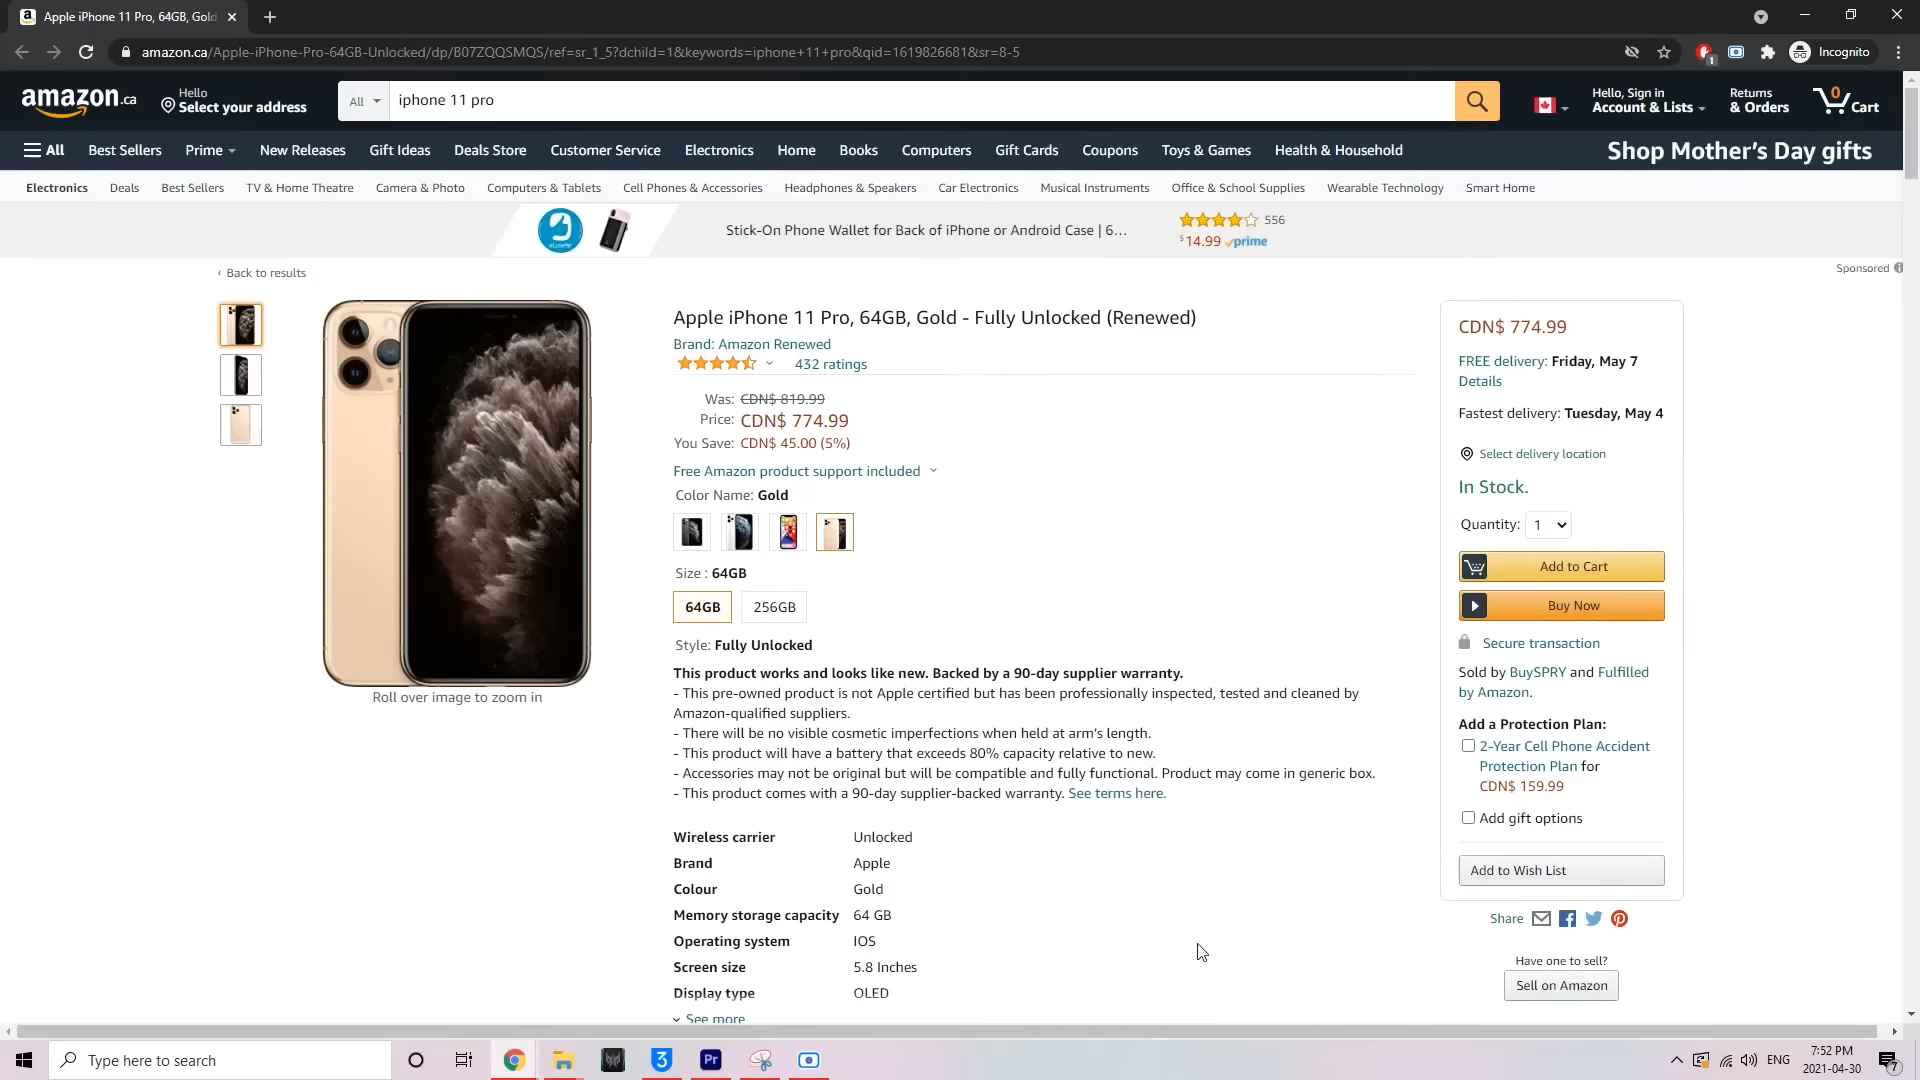 Apple iPhone 11 Pro, 64GB, Gold
amazon.ca/Apple-iPhone-Pro-64GB-Unlocked/dp/B07ZQQSMQS/ref=sr_1_5?dchild=1&keywords=iphone+11+pro&qid=1619826681&sr=8-5
1
Incognito
amazon.ca
Hello
Select your address
All
iphone 11 pro
Hello, Sign in
Account & Lists
Returns
& Orders
0
Cart
All
Best Sellers
Prime
New Releases
Gift Ideas
Deals Store
Customer Service
Electronics
Home
Books
Computers
Gift Cards
Coupons
Toys & Games
Health & Household
Shop Mother's Day gifts
Electronics
Deals
Best Sellers
TV & Home Theatre
Camera & Photo
Computers & Tablets
Cell Phones & Accessories
Headphones & Speakers
Car Electronics
Musical Instruments
Office & School Supplies
Wearable Technology
Smart Home
Stick-On Phone Wallet for Back of iPhone or Android Case | 6…
556
$14.99 prime
Sponsored
‹ Back to results
Roll over image to zoom in
Apple iPhone 11 Pro, 64GB, Gold - Fully Unlocked (Renewed)
Brand: Amazon Renewed
432 ratings
Was: CDN$ 819.99
Price: CDN$ 774.99
You Save: CDN$ 45.00 (5%)
Free Amazon product support included
Color Name: Gold
Size : 64GB
64GB
256GB
Style: Fully Unlocked
This product works and looks like new. Backed by a 90-day supplier warranty.
- This pre-owned product is not Apple certified but has been professionally inspected, tested and cleaned by
Amazon-qualified suppliers.
- There will be no visible cosmetic imperfections when held at arm's length.
- This product will have a battery that exceeds 80% capacity relative to new.
- Accessories may not be original but will be compatible and fully functional. Product may come in generic box.
- This product comes with a 90-day supplier-backed warranty. See terms here.
Wireless carrier Unlocked
Brand Apple
Colour Gold
Memory storage capacity 64 GB
Operating system IOS
Screen size 5.8 Inches
Display type OLED
See more
CDN$ 774.99
FREE delivery: Friday, May 7
Details
Fastest delivery: Tuesday, May 4
Select delivery location
In Stock.
Quantity: 1
Add to Cart
Buy Now
Secure transaction
Sold by BuySPRY and Fulfilled
by Amazon.
Add a Protection Plan:
2-Year Cell Phone Accident
Protection Plan for
CDN$ 159.99
Add gift options
Add to Wish List
Share
Have one to sell?
Sell on Amazon
Type here to search
3
Pr
ENG
7:52 PM
2021-04-30
7